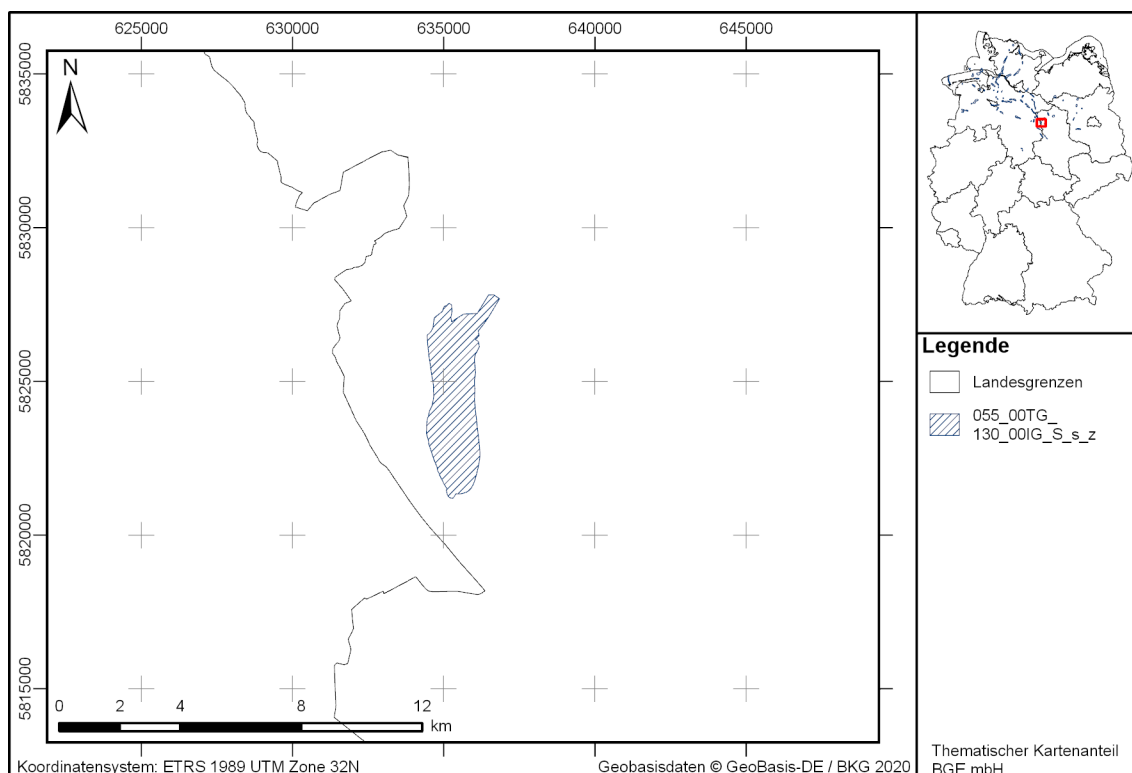 625000 630000 635000 640000 645000
N
5835000
5830000
5825000
5820000
5815000
0 2 4 8 12
km
Koordinatensystem: ETRS 1989 UTM Zone 32N
Geobasisdaten © GeoBasis-DE / BKG 2020
Legende
Landesgrenzen
055_00TG_
130_00IG_S_s_z
Thematischer Kartenanteil
BGE mbH